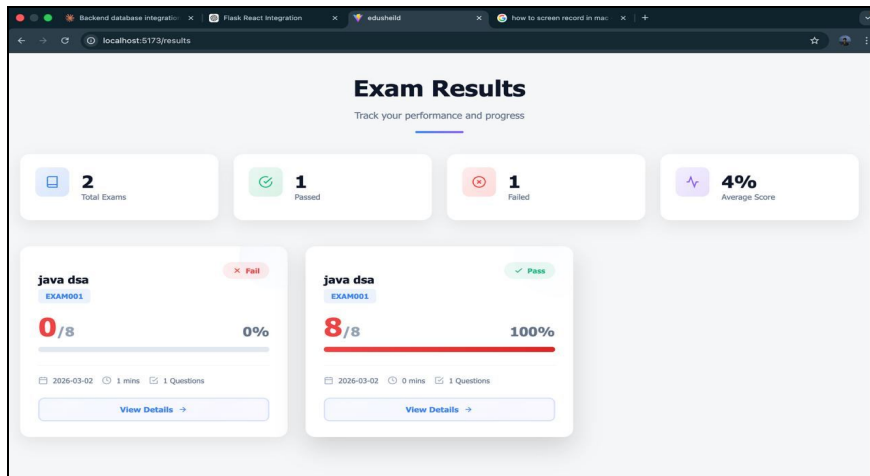 Backend database integration
Flask React Integration
edusheild
how to screen record in mac
localhost:5173/results
Exam Results
Track your performance and progress
2
Total Exams
1
Passed
1
Failed
4%
Average Score
java dsa
Fail
EXAM001
0/8 0%
2026-03-02 1 mins 1 Questions
View Details →
java dsa
Pass
EXAM001
8/8 100%
2026-03-02 0 mins 1 Questions
View Details →